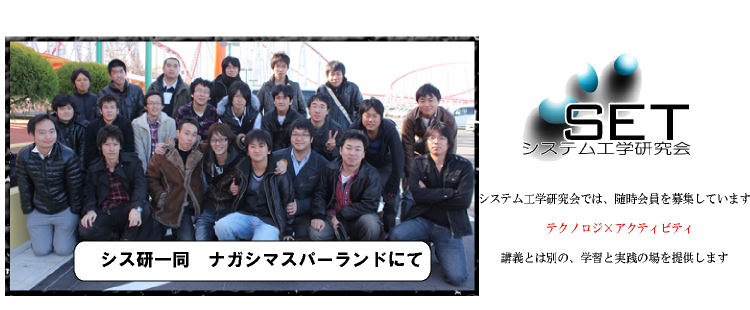 シス研一同　ナガシマスパーランドにて
SET
システム工学研究会
システム工学研究会では、随時会員を募集しています
テクノロジ×アクティビティ
講義とは別の、学習と実践の場を提供します